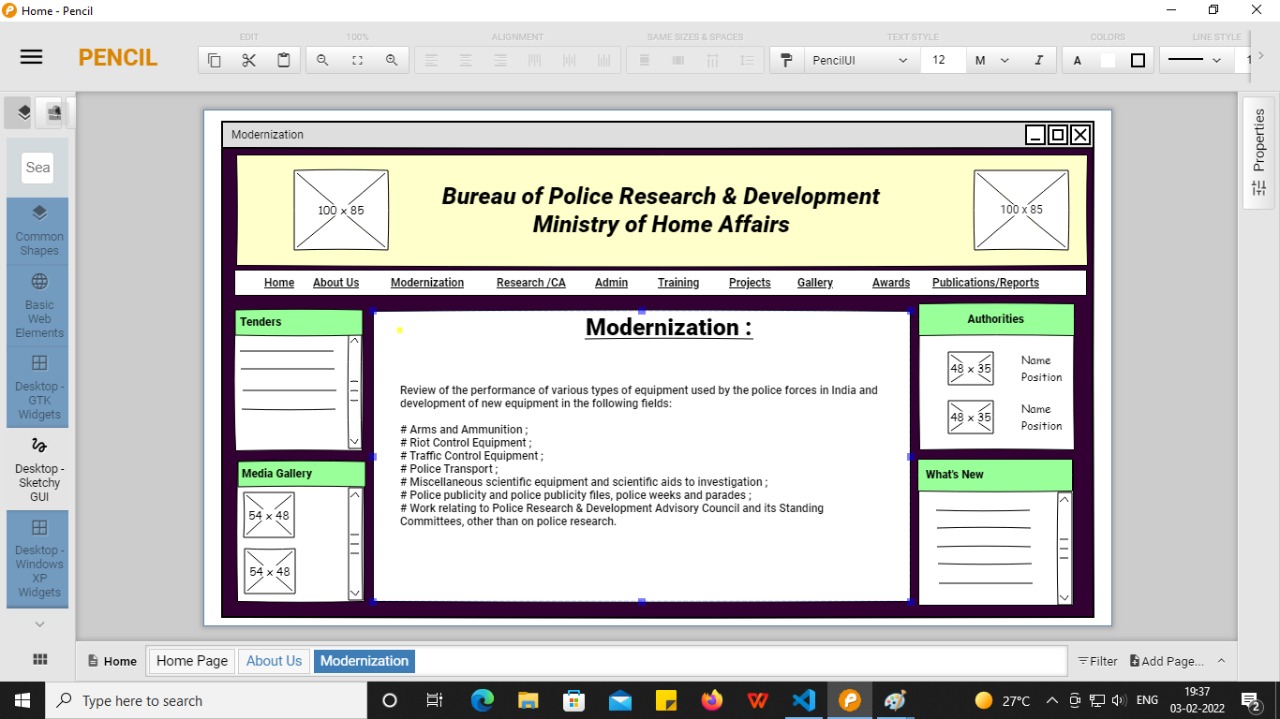 Home - Pencil
EDIT
100%
ALIGNMENT
SAME SIZES & SPACES
TEXT STYLE
COLORS
LINE STYLE
PENCIL
PencilUI
12
M
I
A
Sea
Common
Shapes
Basic
Web
Elements
Desktop -
GTK
Widgets
Desktop -
Sketchy
GUI
Desktop -
Windows
XP
Widgets
Properties
Modernization
100 x 85
Bureau of Police Research & Development
Ministry of Home Affairs
100 x 85
Home About Us Modernization Research /CA Admin Training Projects Gallery Awards Publications/Reports
Tenders
Media Gallery
54 x 48
54 x 48
Modernization :
Review of the performance of various types of equipment used by the police forces in India and
development of new equipment in the following fields:
# Arms and Ammunition ;
# Riot Control Equipment ;
# Traffic Control Equipment ;
# Police Transport ;
# Miscellaneous scientific equipment and scientific aids to investigation ;
# Police publicity and police publicity files, police weeks and parades ;
# Work relating to Police Research & Development Advisory Council and its Standing
Committees, other than on police research.
Authorities
48 x 35
Name
Position
48 x 35
Name
Position
What's New
Home
Home Page
About Us
Modernization
Filter
Add Page...
Type here to search
27°C
ENG
19:37
03-02-2022
2